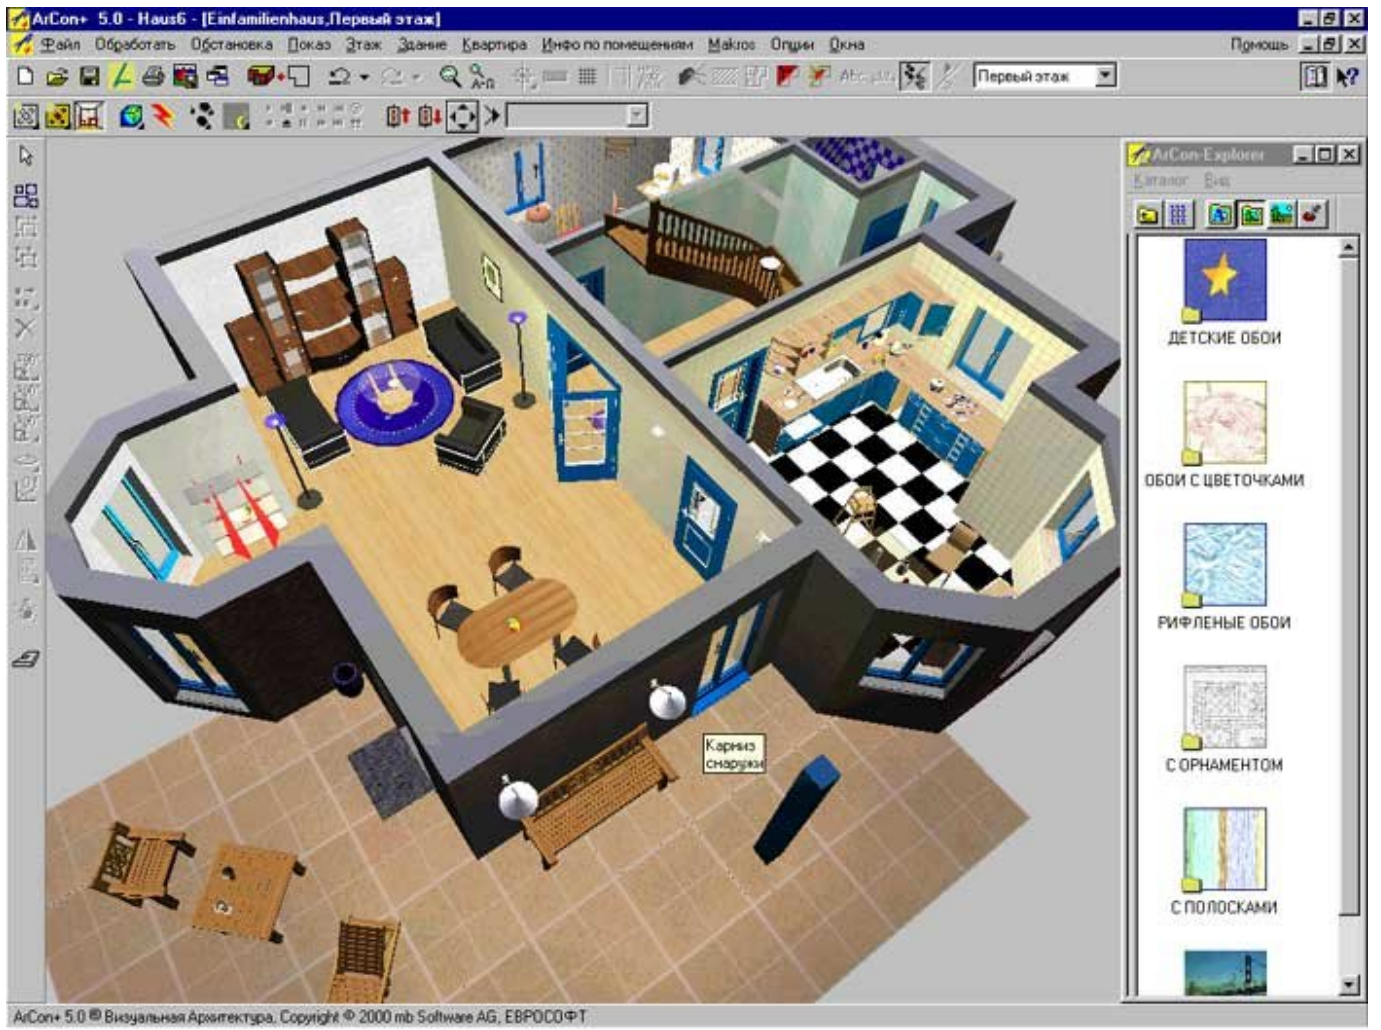 ArCon+ 5.0 - Haus6 - [Einfamilienhaus,Первый этаж]
Файл Обработать Обстановка Показ Этаж Здание Квартира Инфо по помещениям Makros Опции Окна Помощь
Abc
Первый этаж
ArCon-Explorer
Каталог Вид
ДЕТСКИЕ ОБОИ
ОБОИ С ЦВЕТОЧКАМИ
РИФЛЕНЫЕ ОБОИ
С ОРНАМЕНТОМ
С ПОЛОСКАМИ
Карниз
снаружи
ArCon+ 5.0 ® Визуальная Архитектура, Copyright © 2000 mb Software AG, ЕВРОСОФТ